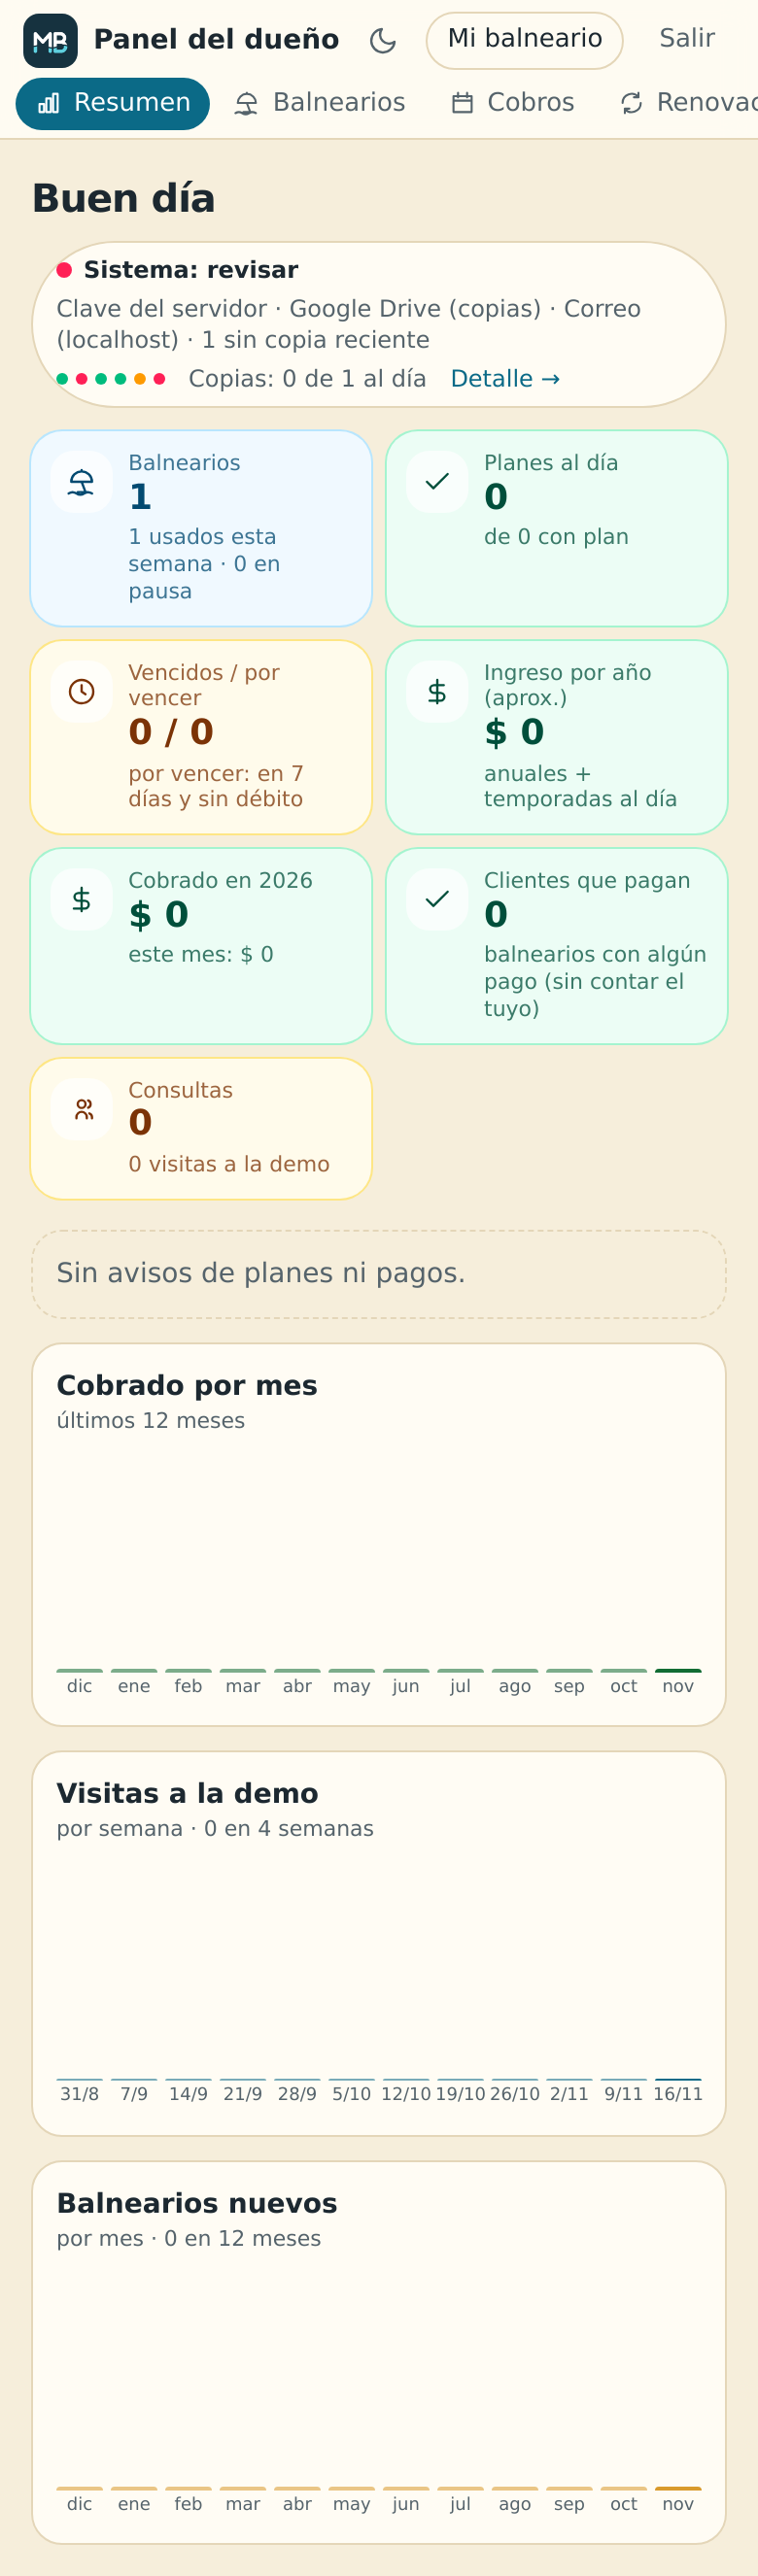 MB Panel del dueño Mi balneario Salir
Resumen Balnearios Cobros Renovac
Buen día
Sistema: revisar
Clave del servidor · Google Drive (copias) · Correo
(localhost) · 1 sin copia reciente
Copias: 0 de 1 al día Detalle →
Balnearios
1
1 usados esta
semana · 0 en
pausa
Planes al día
0
de 0 con plan
Vencidos / por
vencer
0 / 0
por vencer: en 7
días y sin débito
Ingreso por año
(aprox.)
$ 0
anuales +
temporadas al día
Cobrado en 2026
$ 0
este mes: $ 0
Clientes que pagan
0
balnearios con algún
pago (sin contar el
tuyo)
Consultas
0
0 visitas a la demo
Sin avisos de planes ni pagos.
Cobrado por mes
últimos 12 meses
dic ene feb mar abr may jun jul ago sep oct nov
Visitas a la demo
por semana · 0 en 4 semanas
31/8 7/9 14/9 21/9 28/9 5/10 12/10 19/10 26/10 2/11 9/11 16/11
Balnearios nuevos
por mes · 0 en 12 meses
dic ene feb mar abr may jun jul ago sep oct nov